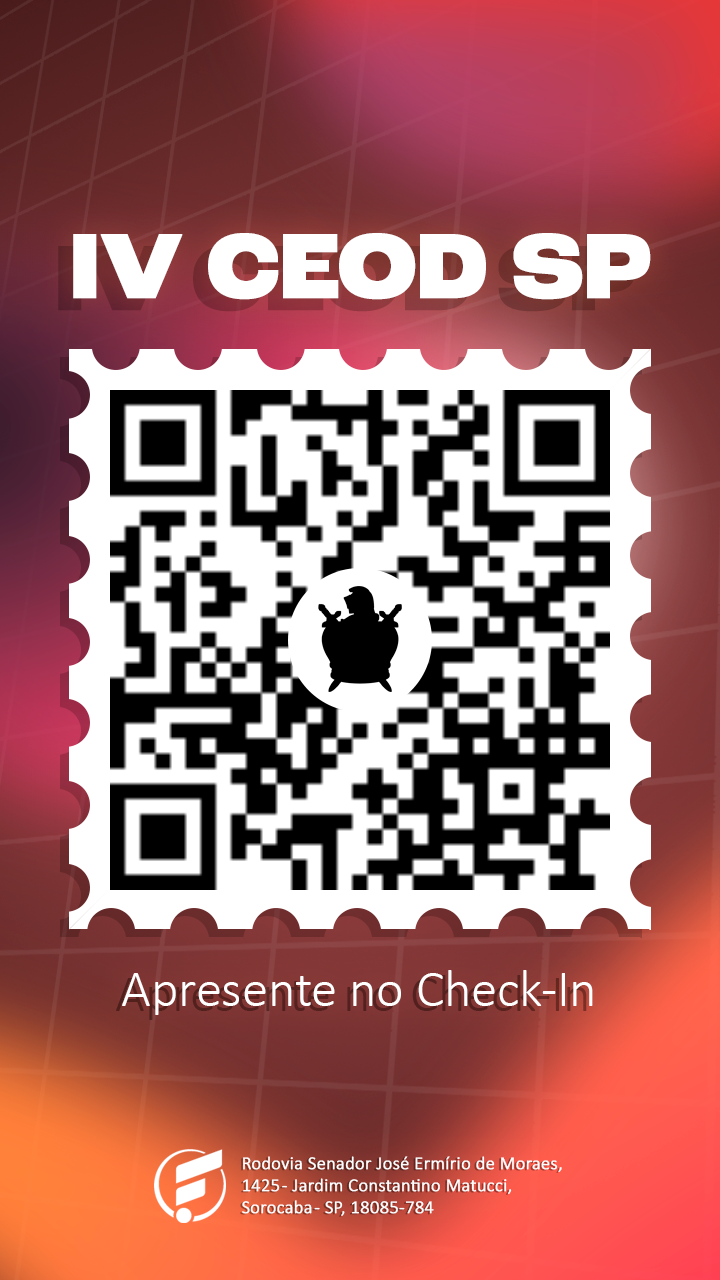 IV CEOD SP
Apresente no Check-In
Rodovia Senador José Ermírio de Moraes,
1425- Jardim Constantino Matucci,
Sorocaba- SP, 18085-784